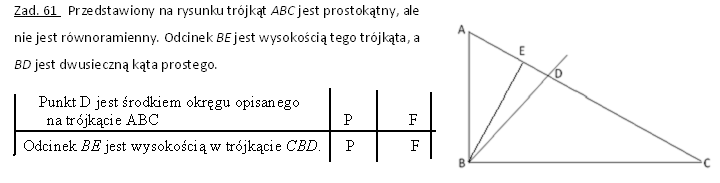 Zad. 61 Przedstawiony na rysunku trójkąt ABC jest prostokątny, ale
nie jest równoramienny. Odcinek BE jest wysokością tego trójkąta, a
BD jest dwusieczną kąta prostego.
Punkt D jest środkiem okręgu opisanego
na trójkącie ABC P F
Odcinek BE jest wysokością w trójkącie CBD. P F
A
E
D
B
C